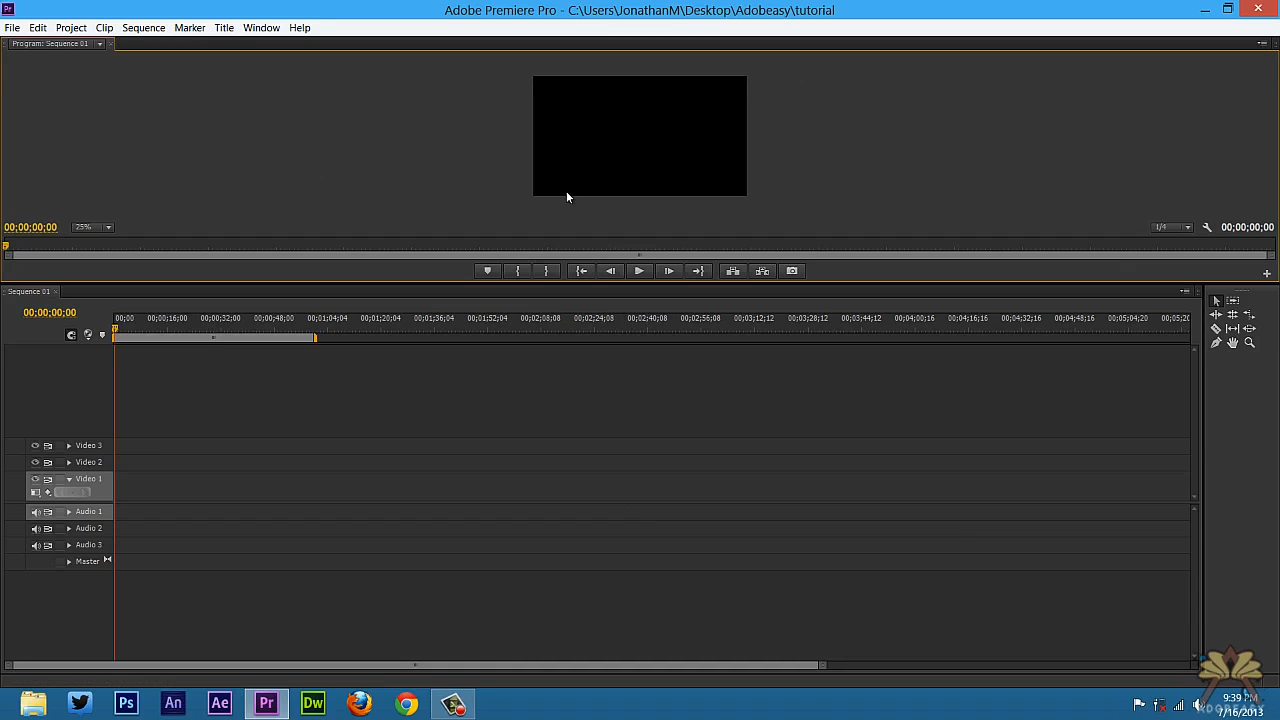 Adobe Premiere Pro - C:\Users\JonathanM\Desktop\Adobeasy\tutorial
File Edit Project Clip Sequence Marker Title Window Help
Program: Sequence 01
00;00;00;00 25% 1/4 00;00;00;00
Sequence 01
00;00;00;00
00;00 00;00;16;00 00;00;32;00 00;00;48;00 00;01;04;04 00;01;20;04 00;01;36;04 00;01;52;04 00;02;08;08 00;02;24;08 00;02;40;08 00;02;56;08 00;03;12;12 00;03;28;12 00;03;44;12 00;04;00;16 00;04;16;16 00;04;32;16 00;04;48;16 00;05;04;20 00;05;20
Video 3
Video 2
Video 1
Audio 1
Audio 2
Audio 3
Master
Ps An Ae Pr Dw
9:39 PM
7/16/2013
ADOBEASY